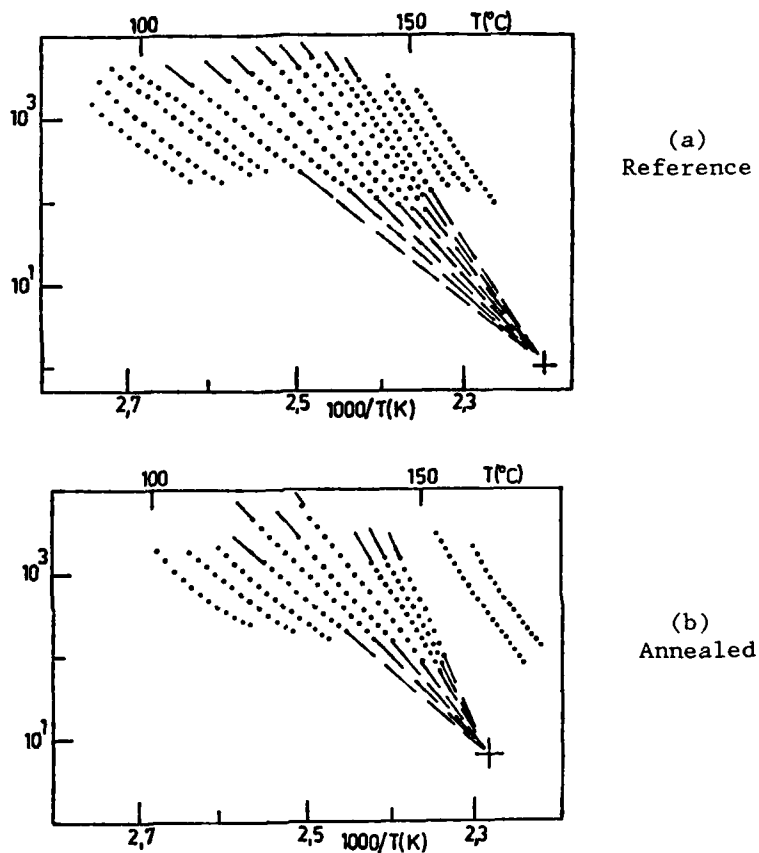 100 150 T(°C)
10³
10¹
2,7 2,5 2,3
1000/T(K)
(a)
Reference
100 150 T(°C)
10³
10¹
2,7 2,5 2,3
1000/T(K)
(b)
Annealed